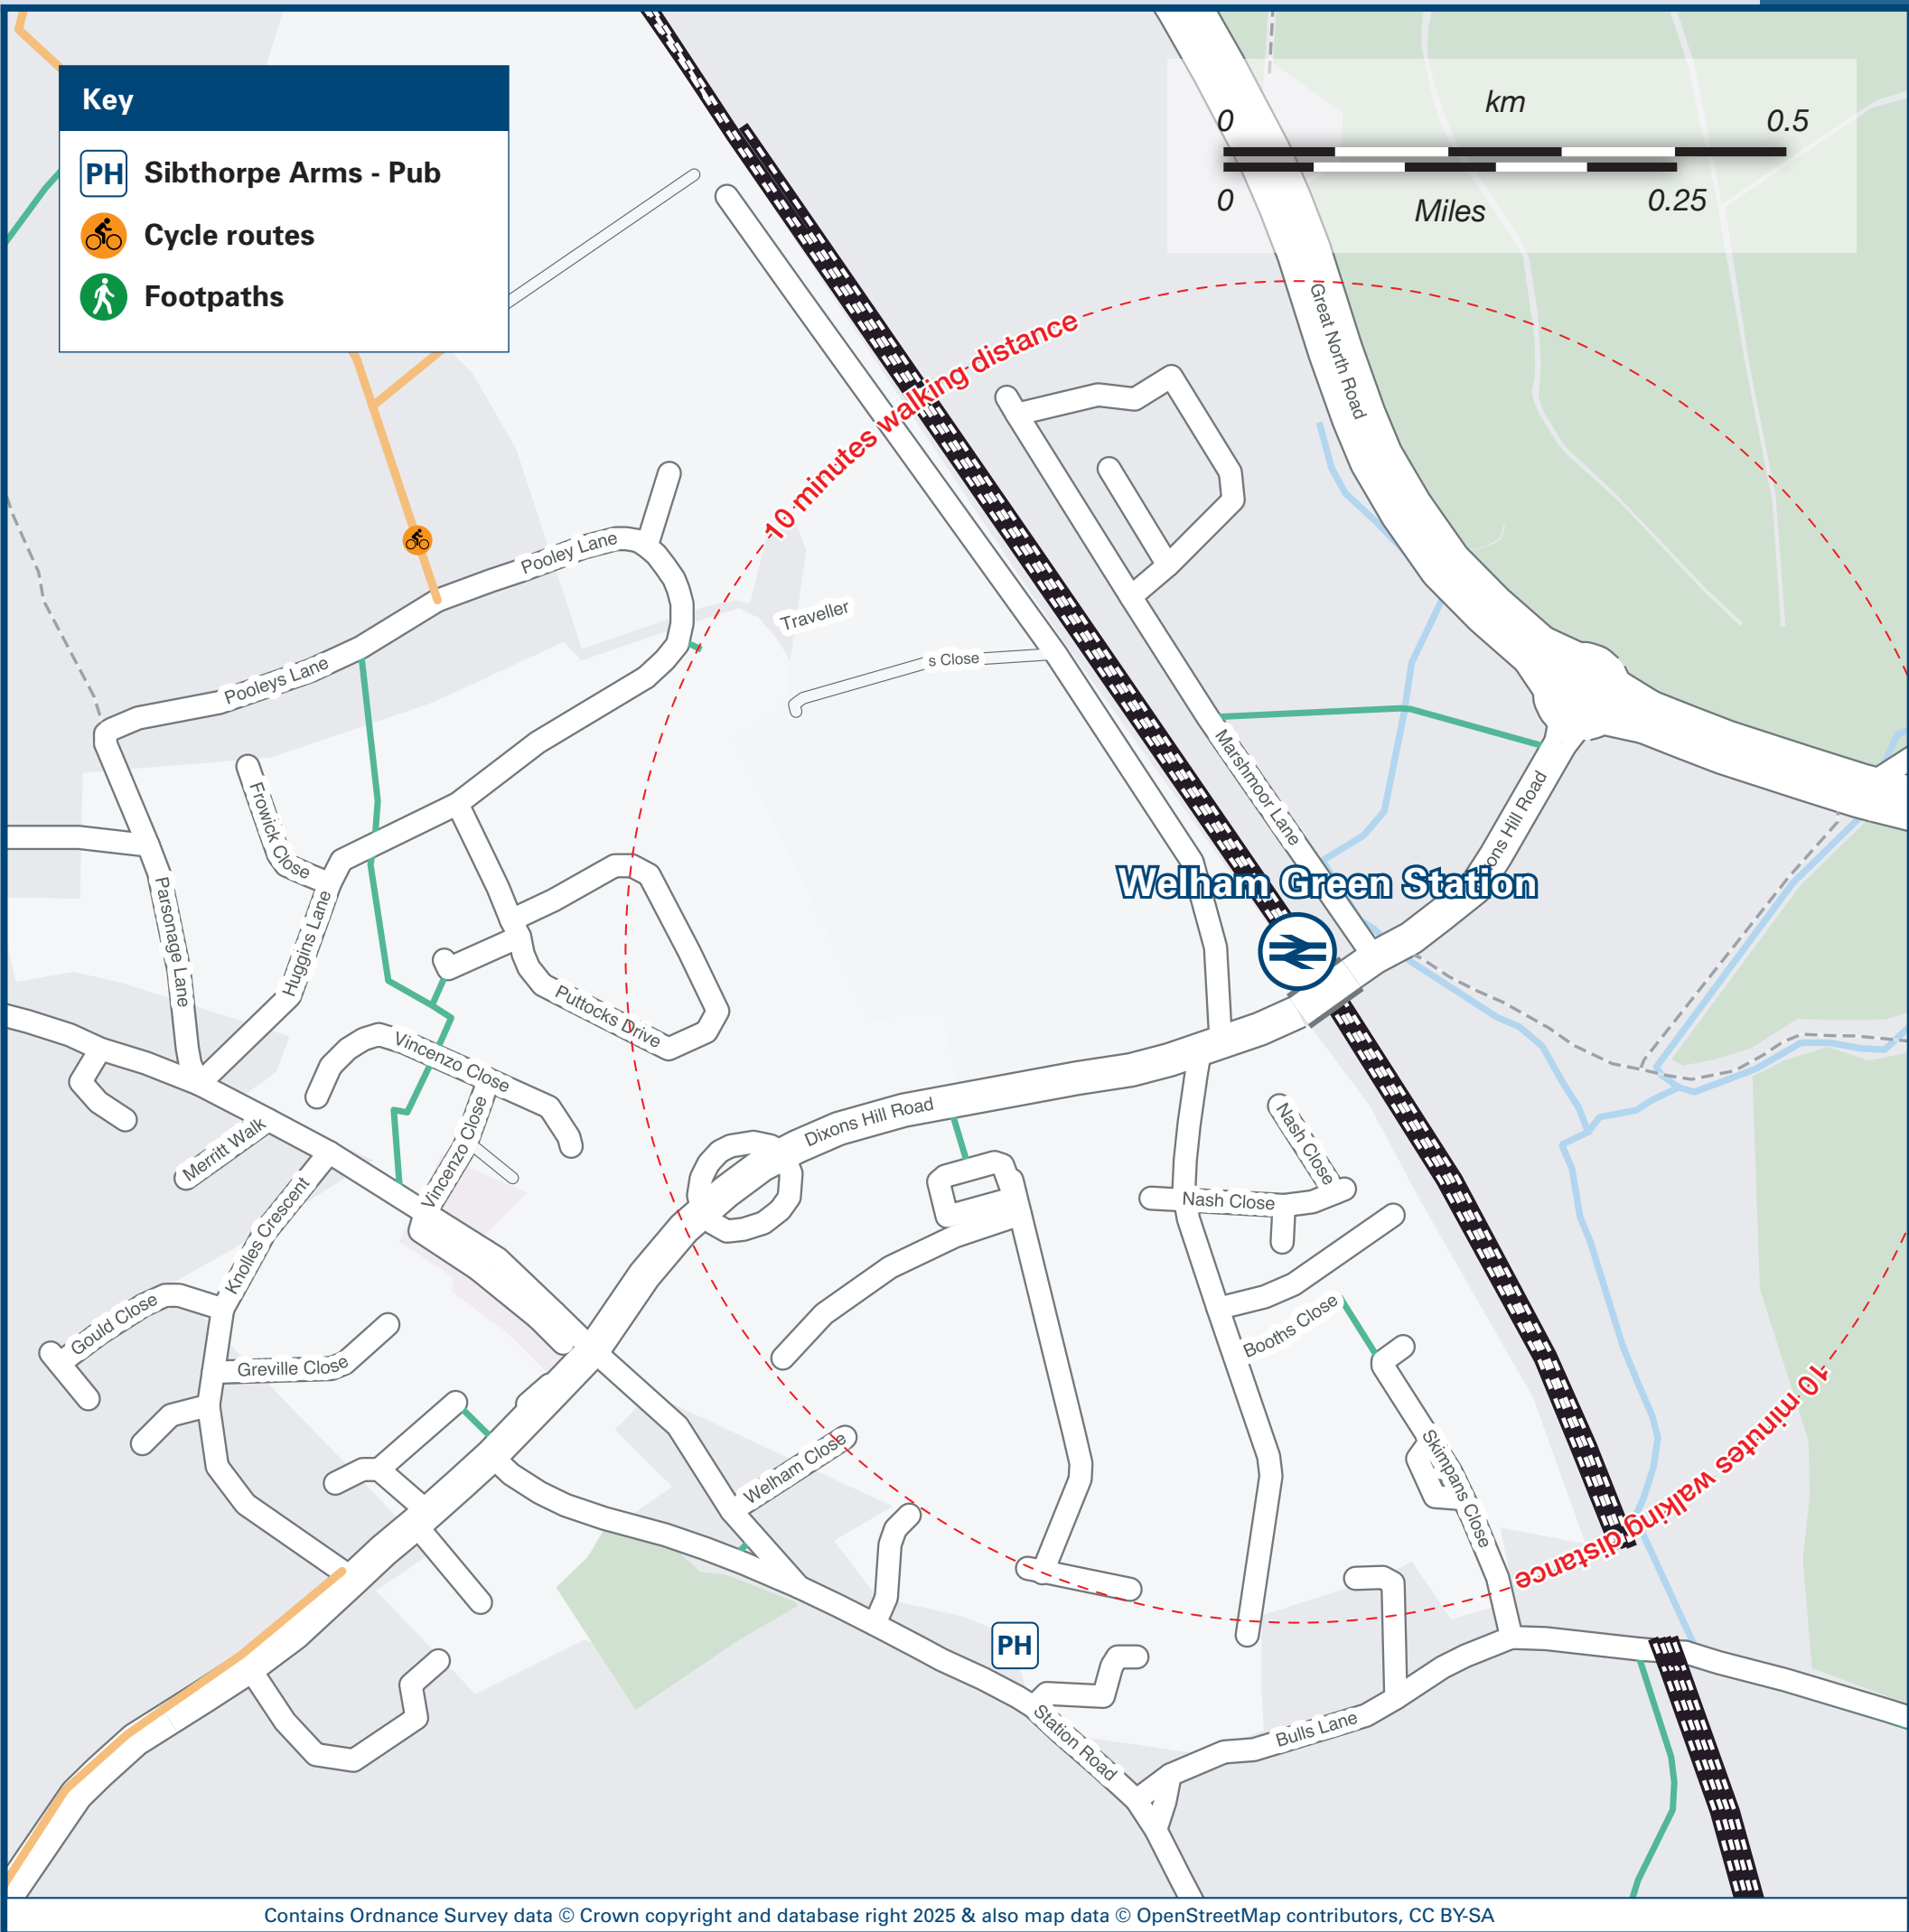 Key
PH Sibthorpe Arms - Pub
Cycle routes
Footpaths
km
0 0.5
0 0.25
Miles
Great North Road
10 minutes walking distance
Pooley Lane
Traveller
s Close
Pooleys Lane
Marshmoor Lane
ons Hill Road
Frowick Close
Welham Green Station
Parsonage Lane
Huggins Lane
Puttocks Drive
Vincenzo Close
Vincenzo Close
Merritt Walk
Dixons Hill Road
Nash Close
Nash Close
Knolles Crescent
Gould Close
Greville Close
Booths Close
10 minutes walking distance
Welham Close
Skimpans Close
PH
Station Road
Bulls Lane
Contains Ordnance Survey data © Crown copyright and database right 2025 & also map data © OpenStreetMap contributors, CC BY-SA